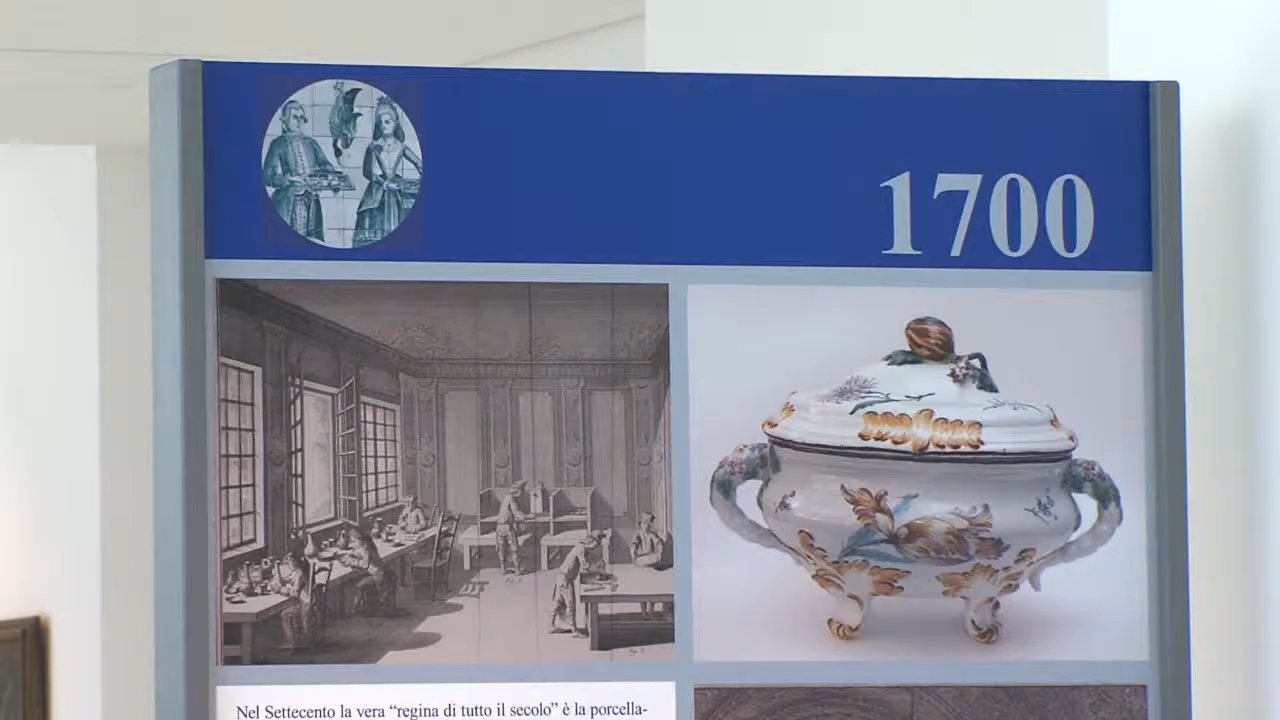 1700
Nel Settecento la vera “regina di tutto il secolo” è la porcella-